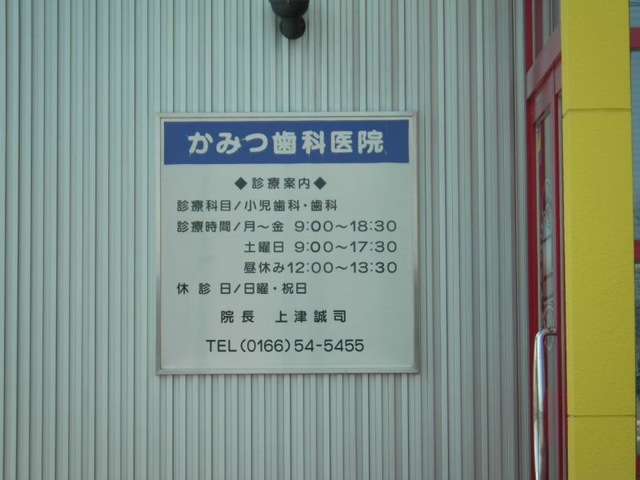 かみつ歯科医院
◆診療案内◆
診療科目/小児歯科・歯科
診療時間/月〜金 9:00〜18:30
土曜日 9:00〜17:30
昼休み12:00〜13:30
休診日/日曜・祝日
院長 上津誠司
TEL(0166)54-5455